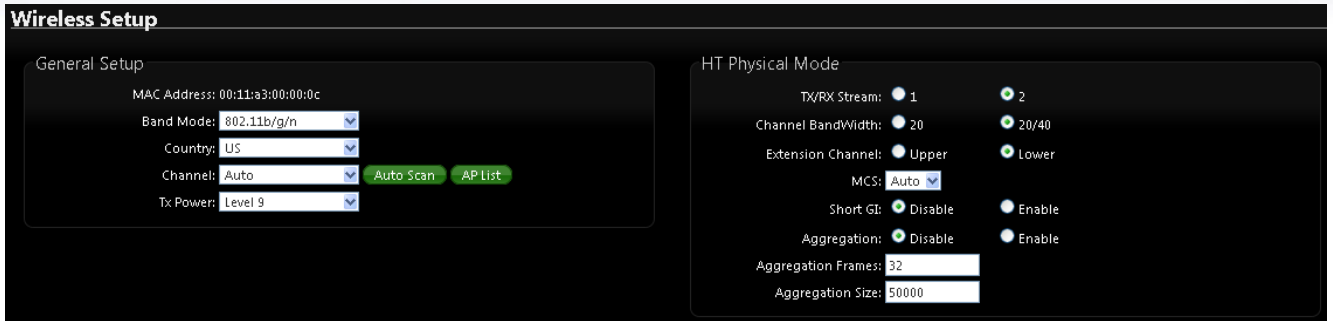 Wireless Setup
General Setup
MAC Address: 00:11:a3:00:00:0c
Band Mode: 802.11b/g/n
Country: US
Channel: Auto Auto Scan AP List
Tx Power: Level 9
HT Physical Mode
TX/RX Stream: 1 2
Channel BandWidth: 20 20/40
Extension Channel: Upper Lower
MCS: Auto
Short GI: Disable Enable
Aggregation: Disable Enable
Aggregation Frames: 32
Aggregation Size: 50000